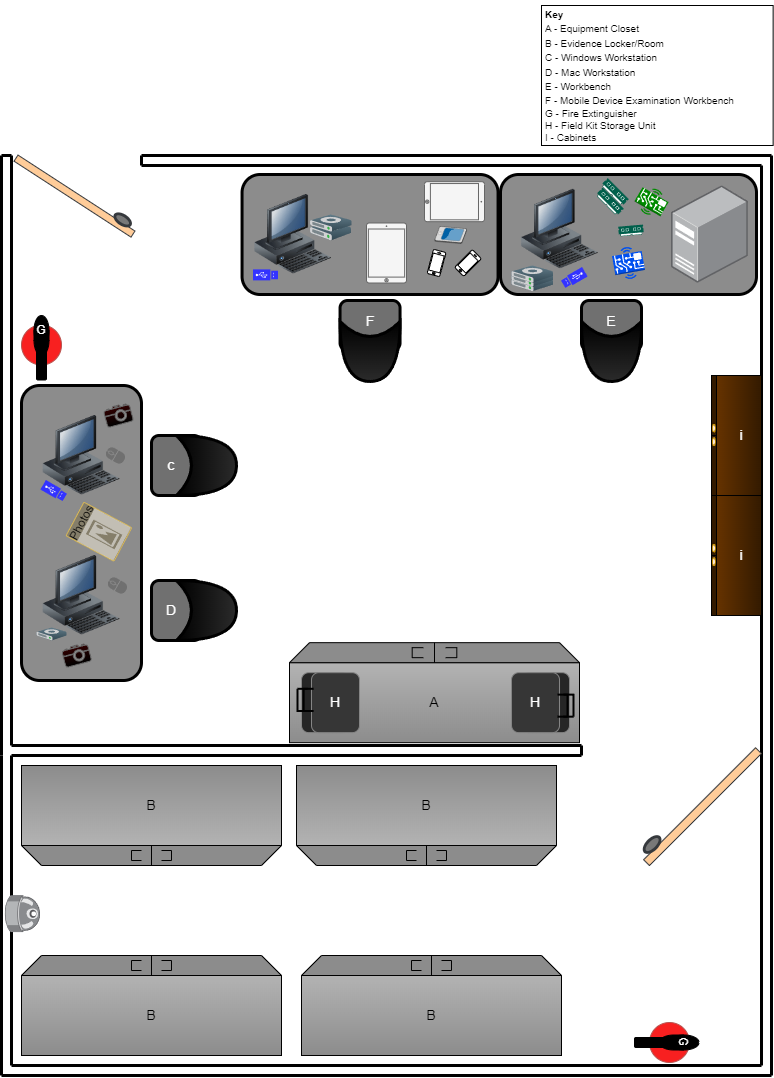 Key
A - Equipment Closet
B - Evidence Locker/Room
C - Windows Workstation
D - Mac Workstation
E - Workbench
F - Mobile Device Examination Workbench
G - Fire Extinguisher
H - Field Kit Storage Unit
I - Cabinets
F
E
G
i
C
Photos
i
D
H
A
H
B
B
B
B
G